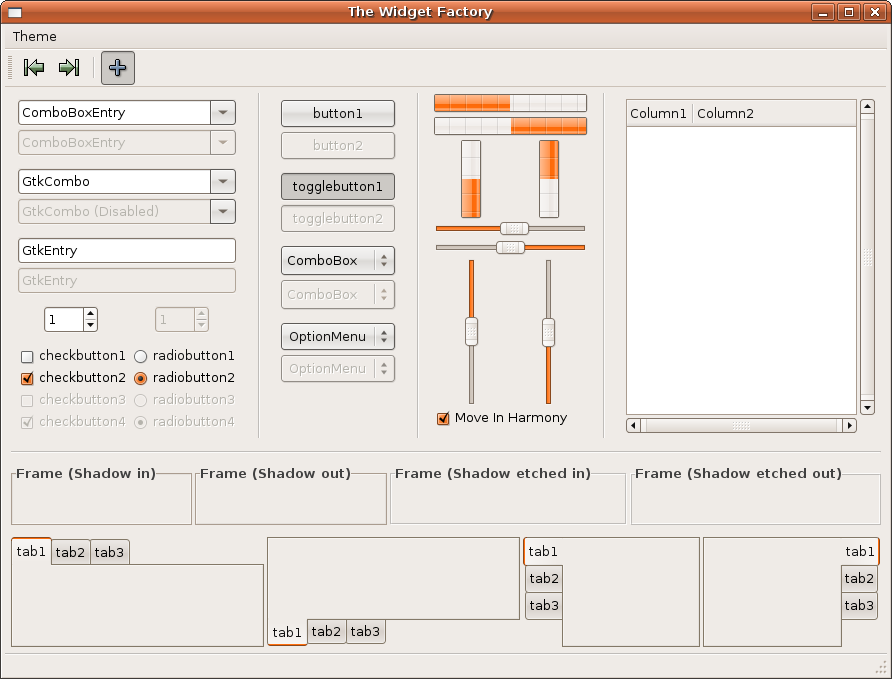 The Widget Factory
Theme
ComboBoxEntry
ComboBoxEntry
GtkCombo
GtkCombo (Disabled)
GtkEntry
GtkEntry
1 1
checkbutton1 radiobutton1
checkbutton2 radiobutton2
checkbutton3 radiobutton3
checkbutton4 radiobutton4
button1
button2
togglebutton1
togglebutton2
ComboBox
ComboBox
OptionMenu
OptionMenu
Move In Harmony
Column1 Column2
Frame (Shadow in) Frame (Shadow out) Frame (Shadow etched in) Frame (Shadow etched out)
tab1 tab2 tab3
tab1 tab2 tab3
tab1
tab2
tab3
tab1
tab2
tab3